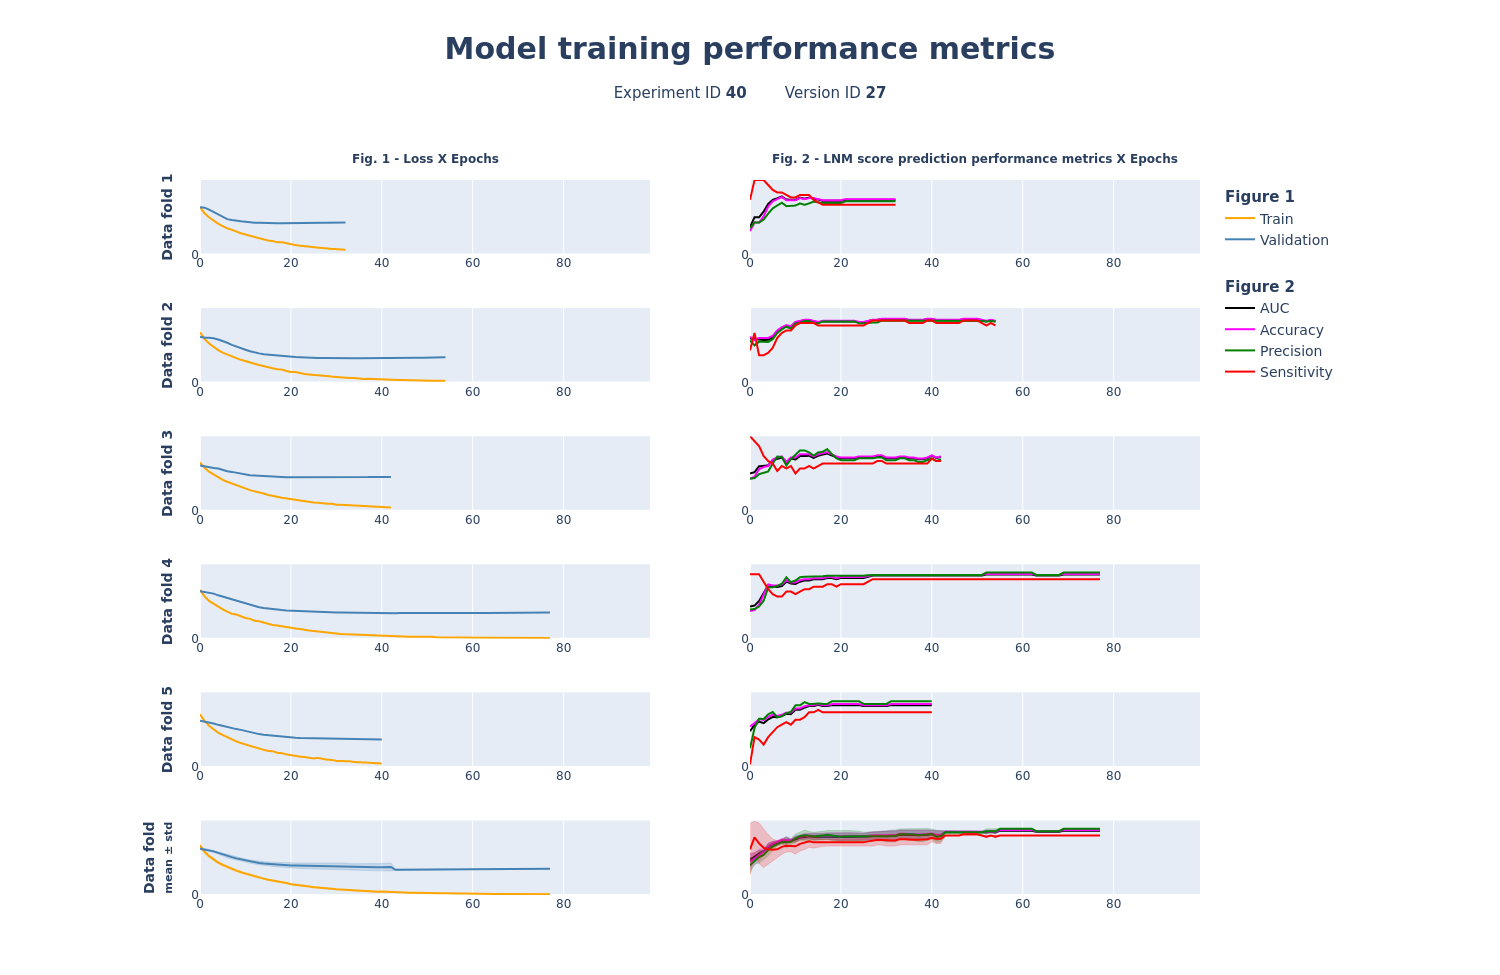 Model training performance metrics
Experiment ID 40 Version ID 27
Fig. 1 - Loss X Epochs
Fig. 2 - LNM score prediction performance metrics X Epochs
Data fold 1
0
0 20 40 60 80
0
0 20 40 60 80
Figure 1
Train
Validation
Figure 2
AUC
Accuracy
Precision
Sensitivity
Data fold 2
0
0 20 40 60 80
0
0 20 40 60 80
Data fold 3
0
0 20 40 60 80
0
0 20 40 60 80
Data fold 4
0
0 20 40 60 80
0
0 20 40 60 80
Data fold 5
0
0 20 40 60 80
0
0 20 40 60 80
Data fold
mean ± std
0
0 20 40 60 80
0
0 20 40 60 80